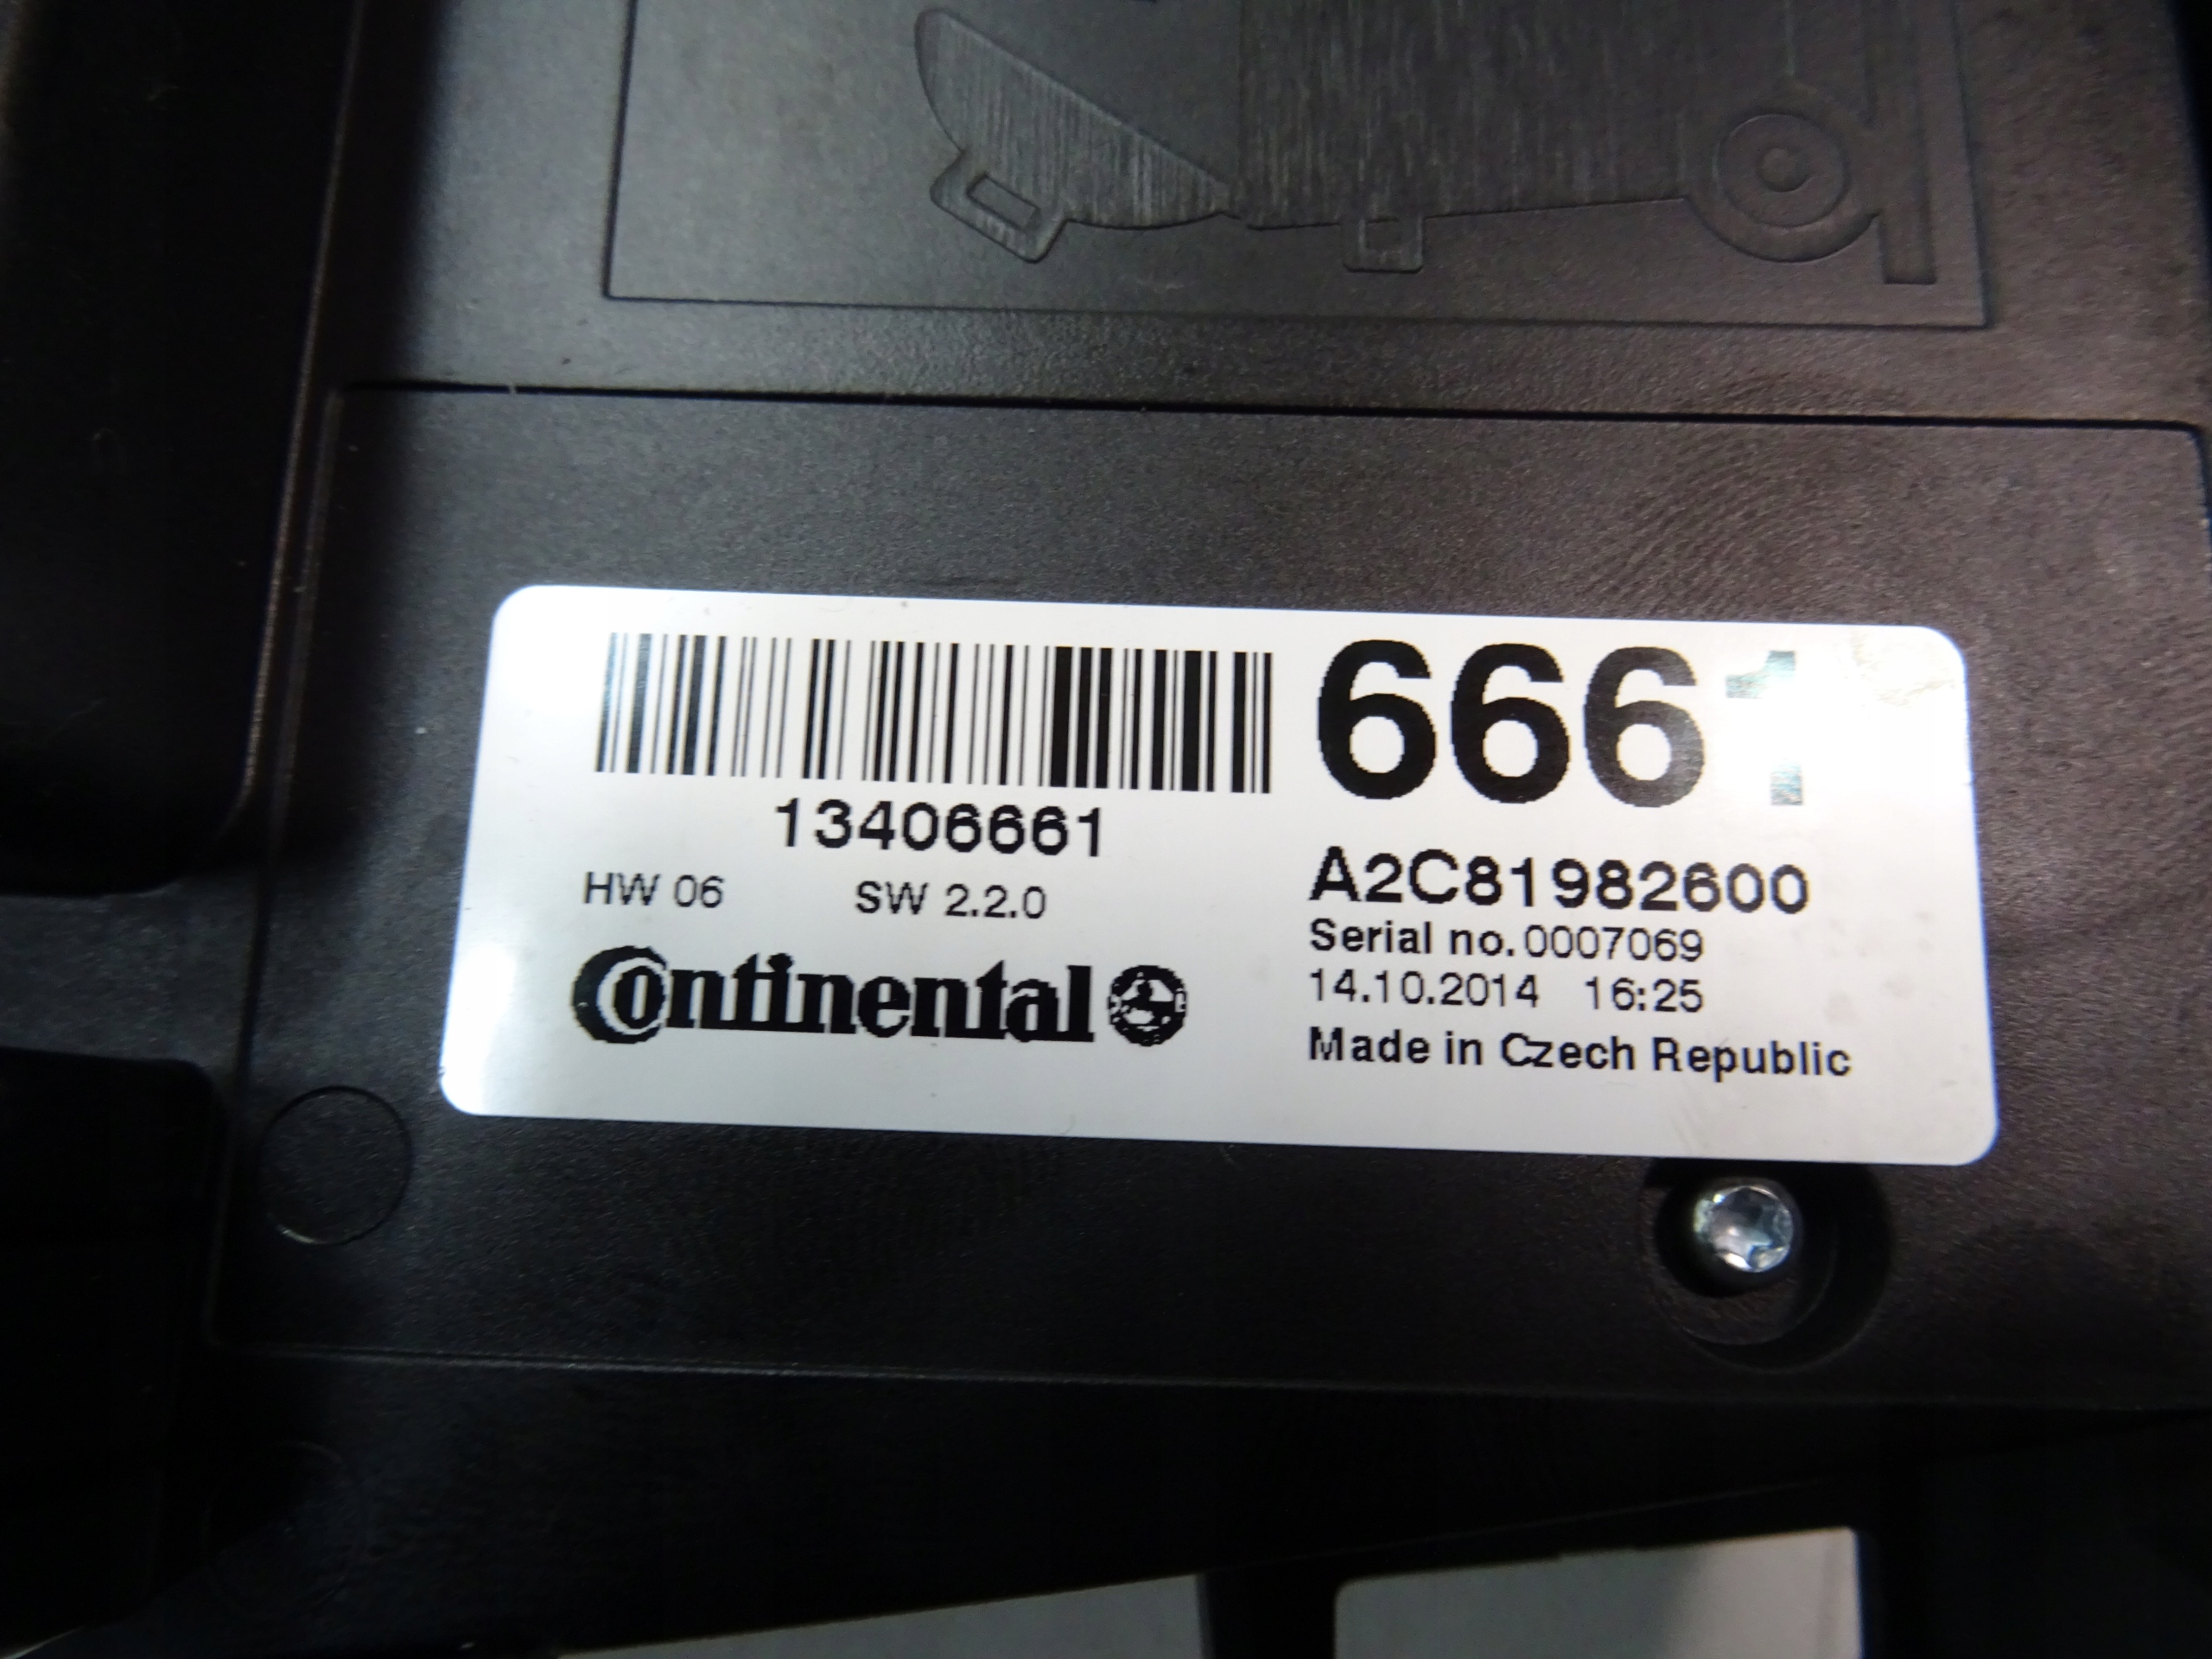 6661
13406661
HW 06 SW 2.2.0
A2C81982600
Serial no.0007069
14.10.2014 16:25
Continental
Made in Czech Republic